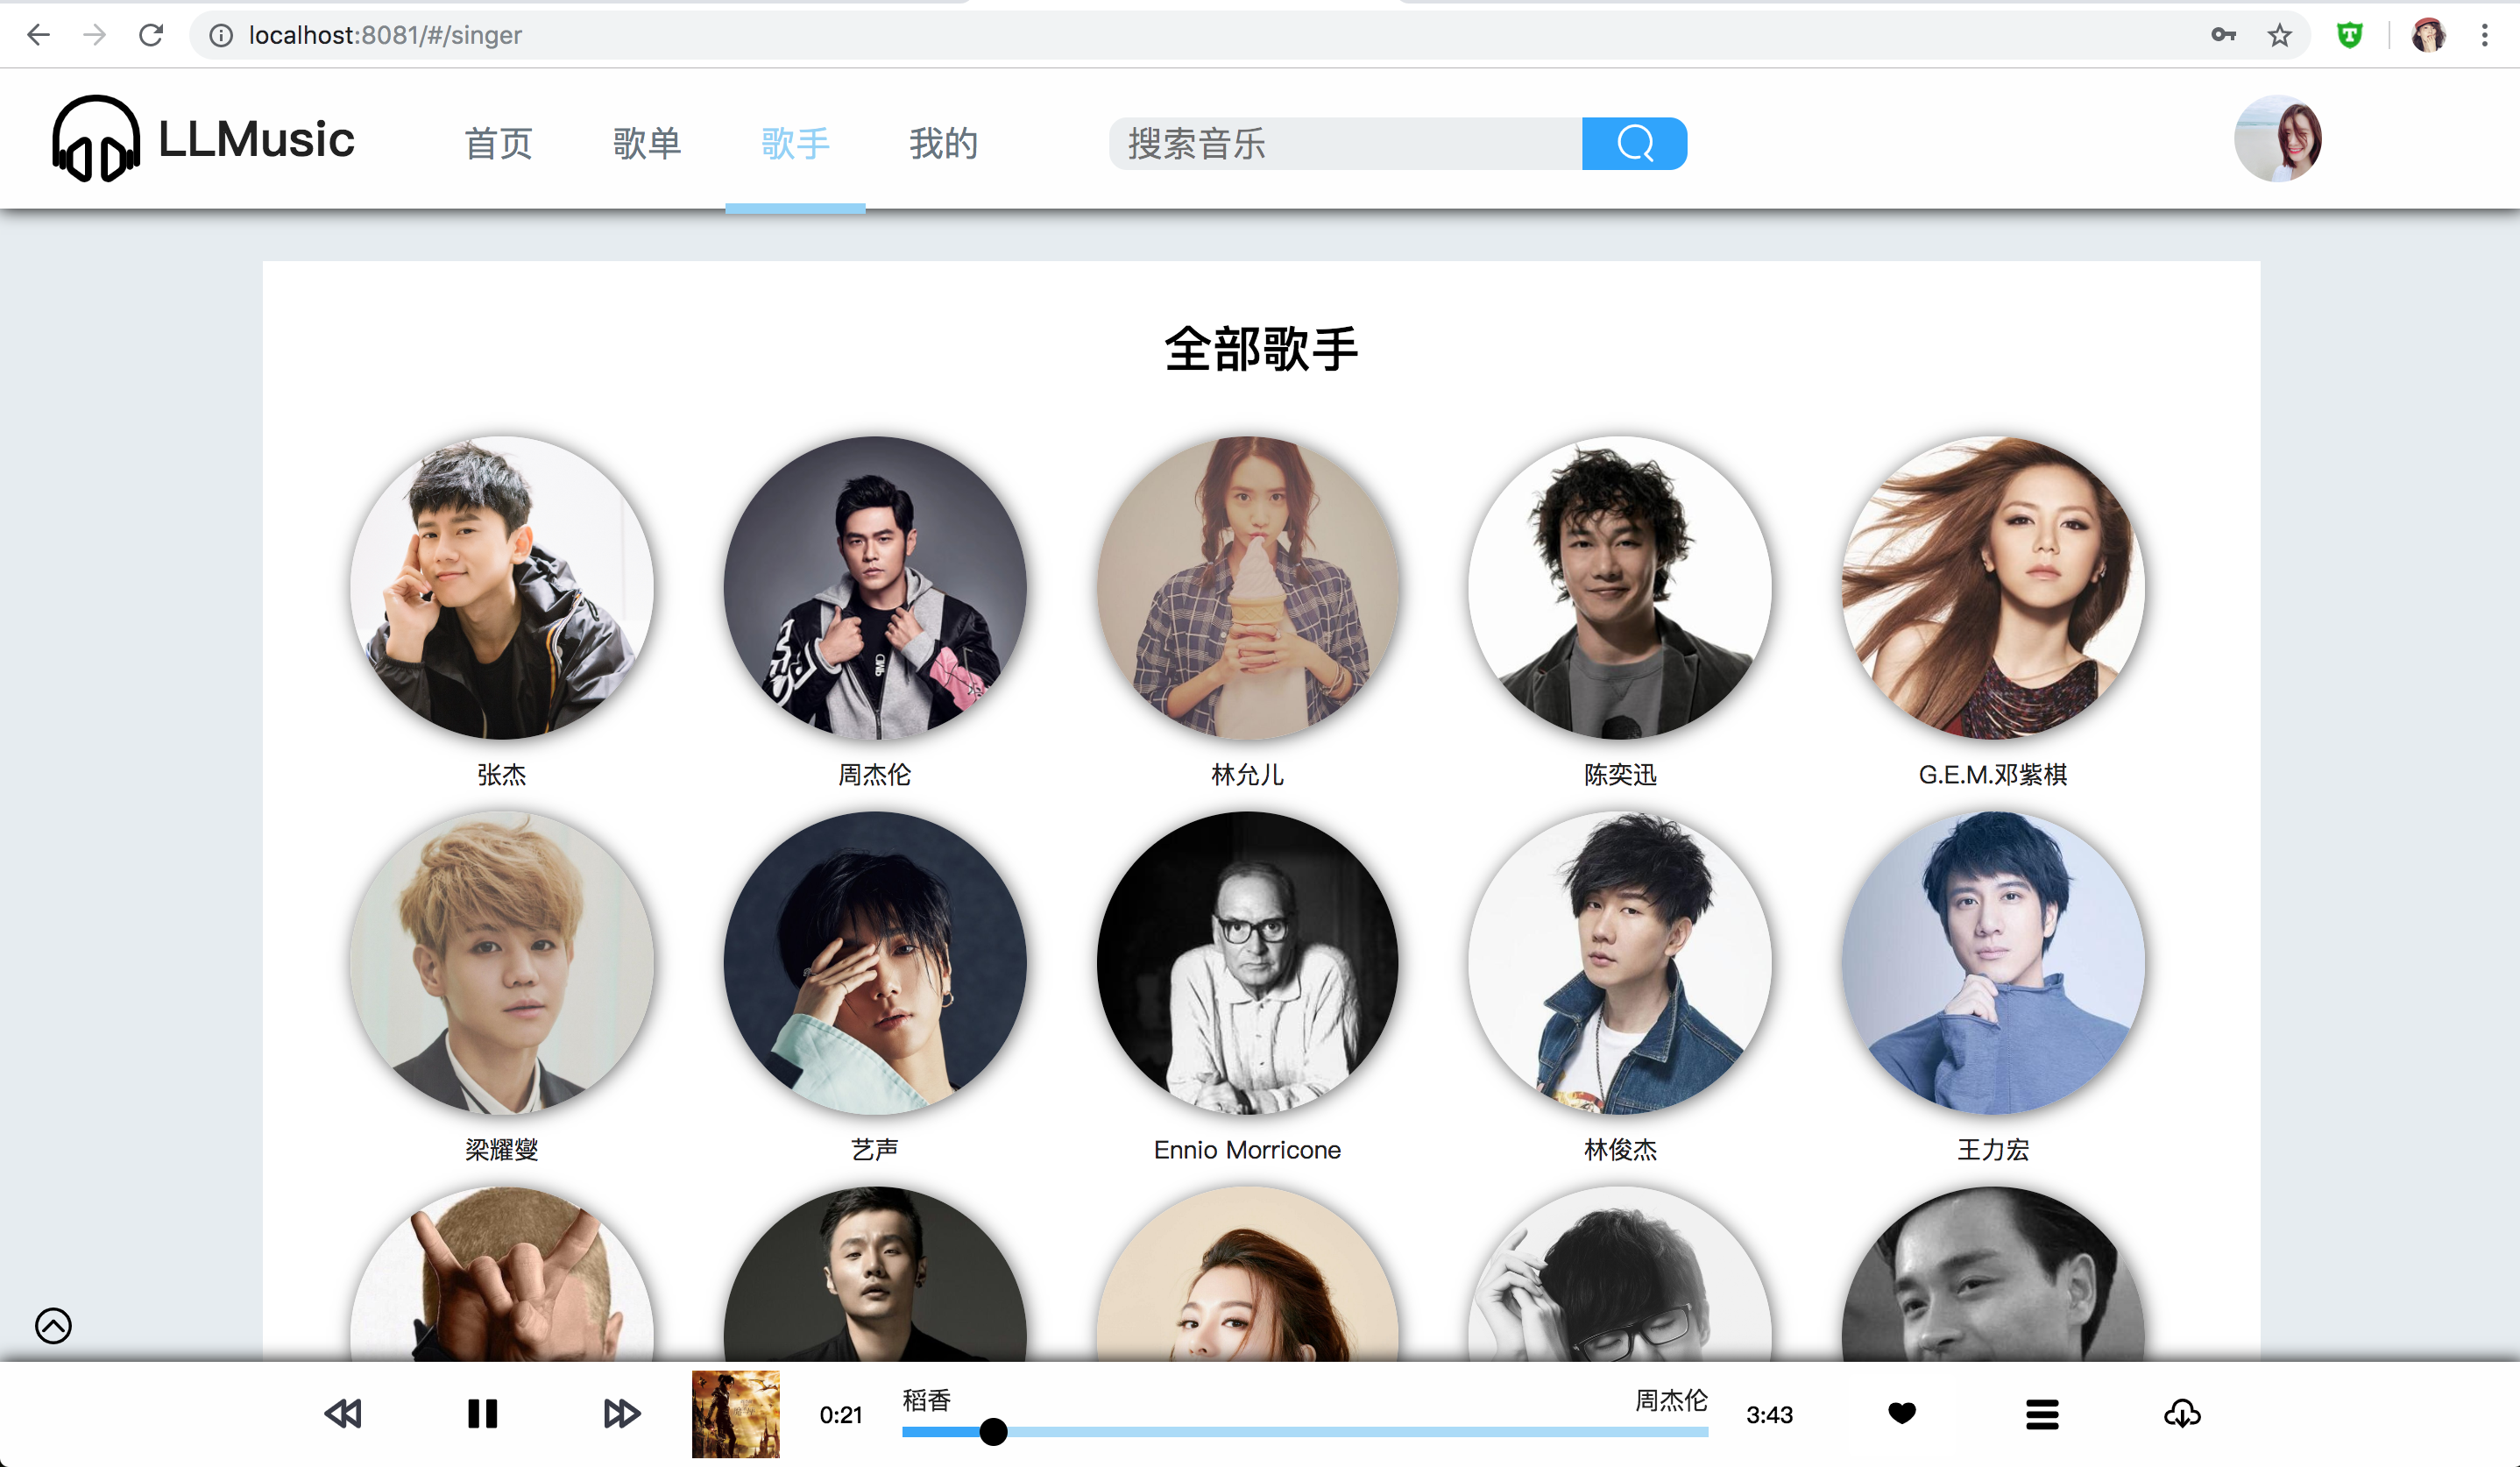 localhost:8081/#/singer
LLMusic
首页
歌单
歌手
我的
搜索音乐
全部歌手
张杰
周杰伦
林允儿
陈奕迅
G.E.M.邓紫棋
梁耀燮
艺声
Ennio Morricone
林俊杰
王力宏
0:21
稻香
周杰伦
3:43